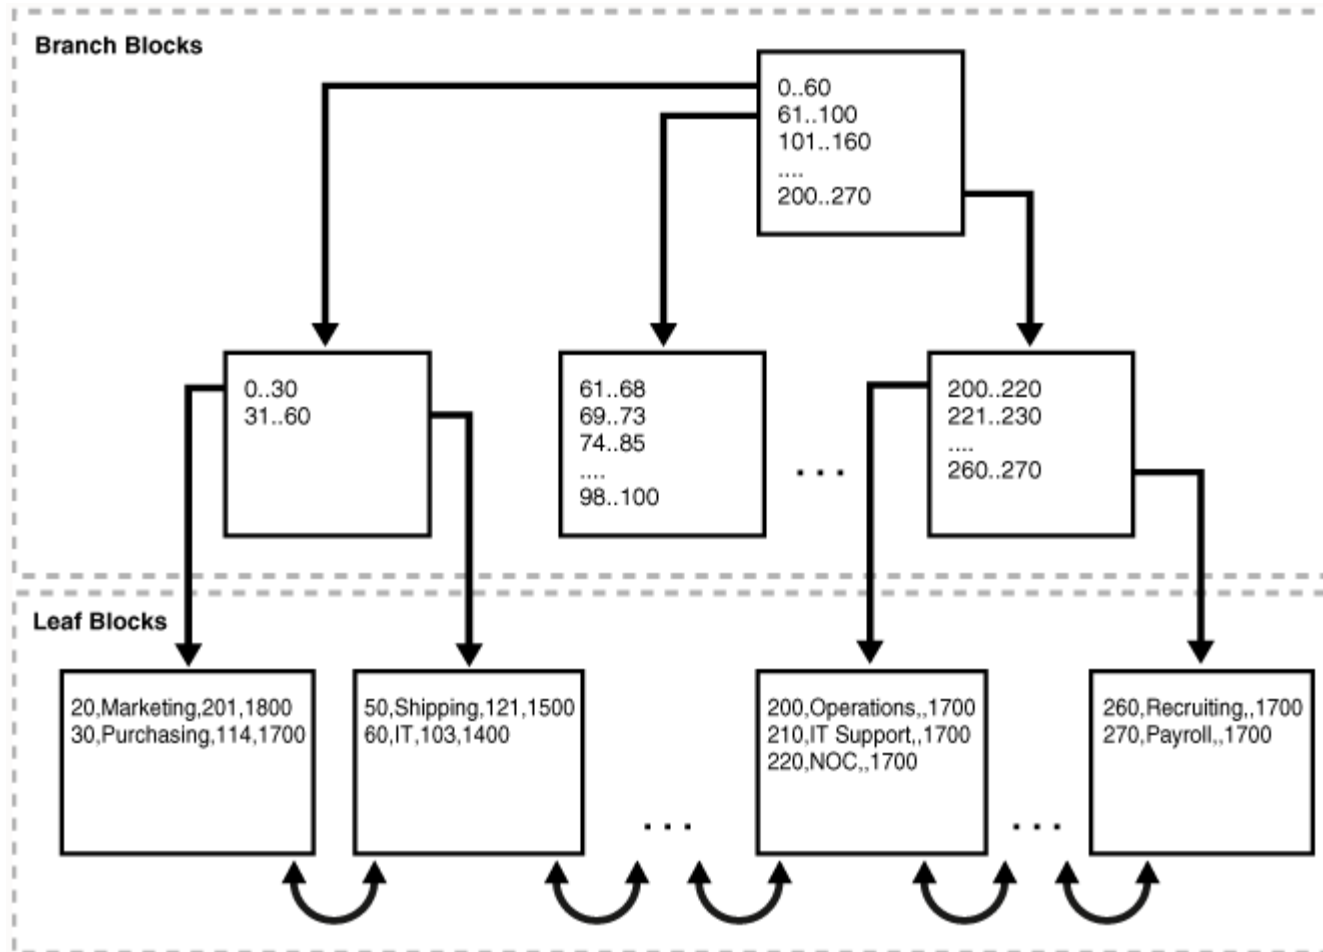 Branch Blocks
0..60
61..100
101..160
....
200..270
0..30
31..60
61..68
69..73
74..85
....
98..100
...
200..220
221..230
....
260..270
Leaf Blocks
20,Marketing,201,1800
30,Purchasing,114,1700
50,Shipping,121,1500
60,IT,103,1400
...
200,Operations,,1700
210,IT Support,,1700
220,NOC,,1700
...
260,Recruiting,,1700
270,Payroll,,1700